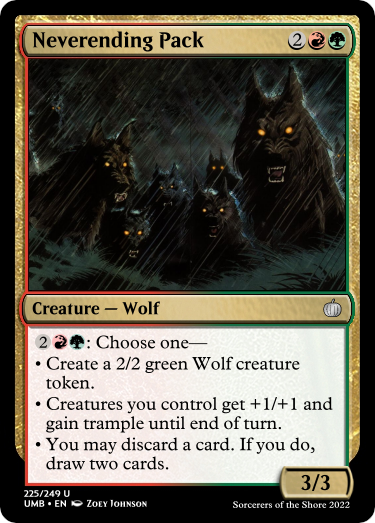 Neverending Pack 2
Creature — Wolf
2: Choose one—
• Create a 2/2 green Wolf creature
token.
• Creatures you control get +1/+1 and
gain trample until end of turn.
• You may discard a card. If you do,
draw two cards.
3/3
225/249 U
UMB • EN Zoey Johnson
Sorcerers of the Shore 2022